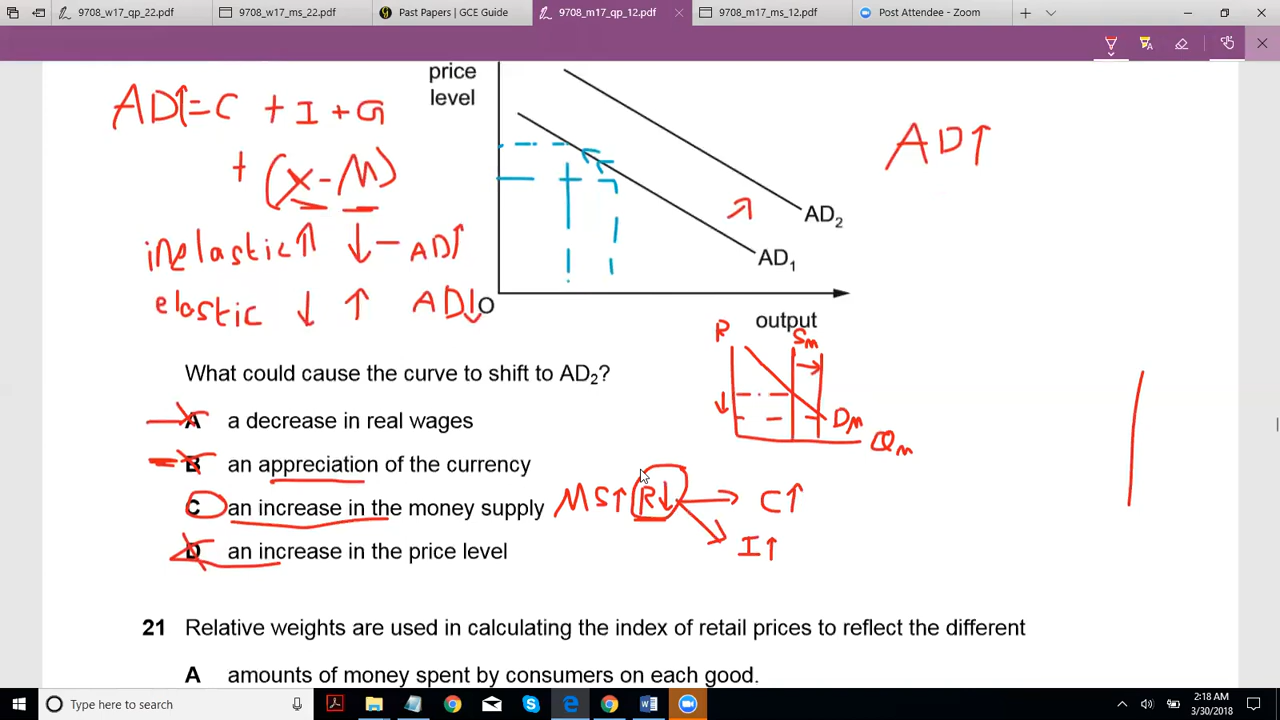 9708_w17_qp_22.pdf
9708_w17_ms_22.pdf
Past Papers | GCE Guide
9708_m17_qp_12.pdf
9708_m17_ms_12.pdf
Post Attendee - Zoom
AD↑=C + I + G
+ (X-M)
inelastic ↑ ↓ - AD↑
elastic ↓ ↑ AD↓
price
level
AD2
AD1
O
output
AD↑
What could cause the curve to shift to AD2?
A a decrease in real wages
B an appreciation of the currency
C an increase in the money supply
D an increase in the price level
MS↑ R↓ → C↑
I↑
R
SM
DM
QM
21 Relative weights are used in calculating the index of retail prices to reflect the different
A amounts of money spent by consumers on each good.
Type here to search
2:18 AM
3/30/2018